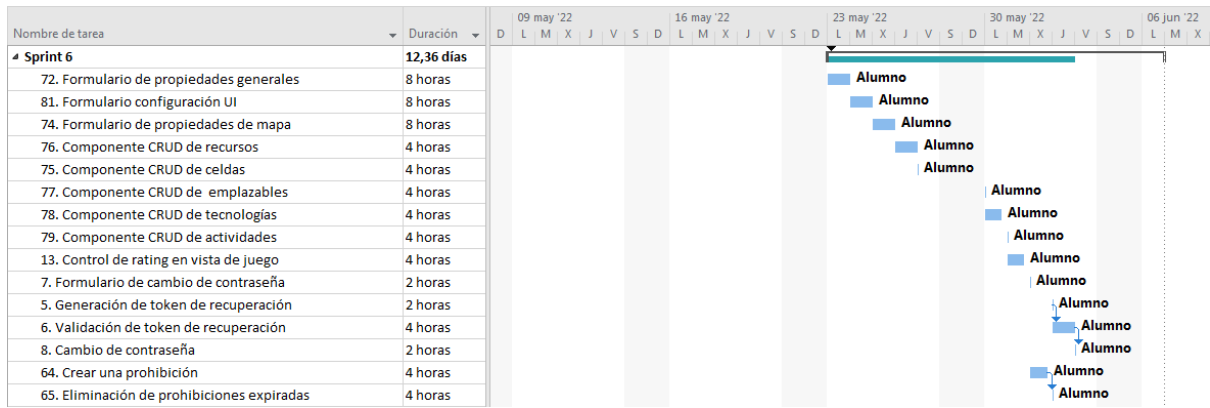 09 may '22 16 may '22 23 may '22 30 may '22 06 jun '22
Nombre de tarea Duración D L M X J V S D L M X J V S D L M X J V S D L M X J V S D L M X
Sprint 6 12,36 días
72. Formulario de propiedades generales 8 horas Alumno
81. Formulario configuración UI 8 horas Alumno
74. Formulario de propiedades de mapa 8 horas Alumno
76. Componente CRUD de recursos 4 horas Alumno
75. Componente CRUD de celdas 4 horas Alumno
77. Componente CRUD de emplazables 4 horas Alumno
78. Componente CRUD de tecnologías 4 horas Alumno
79. Componente CRUD de actividades 4 horas Alumno
13. Control de rating en vista de juego 4 horas Alumno
7. Formulario de cambio de contraseña 2 horas Alumno
5. Generación de token de recuperación 2 horas Alumno
6. Validación de token de recuperación 4 horas Alumno
8. Cambio de contraseña 2 horas Alumno
64. Crear una prohibición 4 horas Alumno
65. Eliminación de prohibiciones expiradas 4 horas Alumno